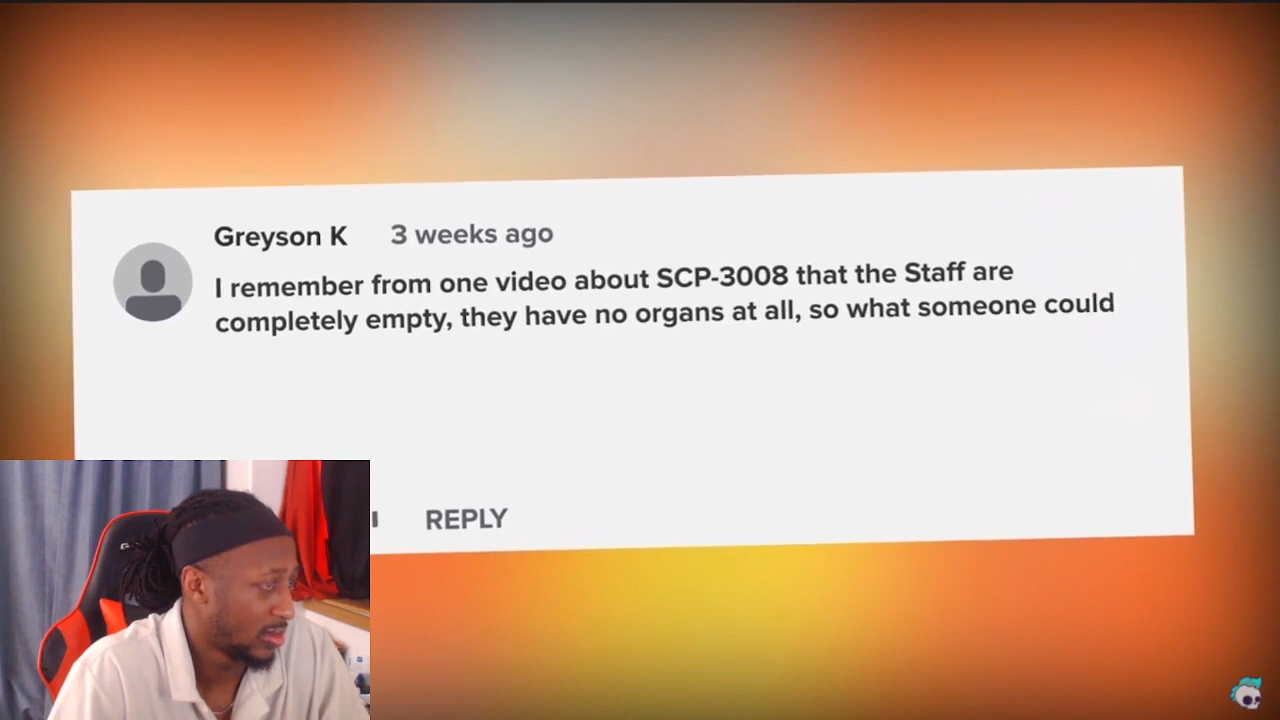 Greyson K 3 weeks ago
I remember from one video about SCP-3008 that the Staff are
completely empty, they have no organs at all, so what someone could
REPLY